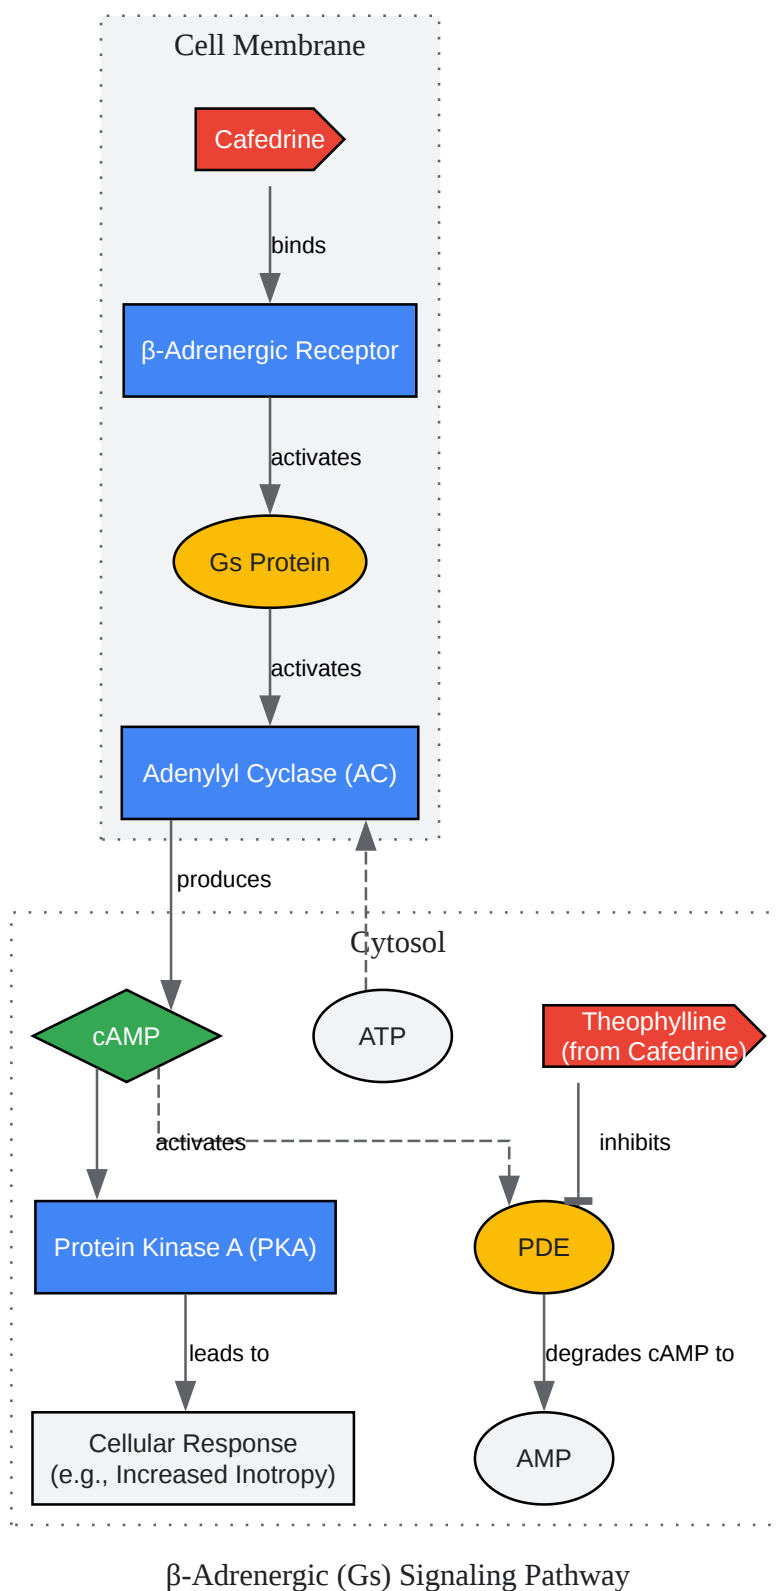 Cell Membrane
Cafedrine
binds
β-Adrenergic Receptor
activates
Gs Protein
activates
Adenylyl Cyclase (AC)
produces
Cytosol
cAMP
ATP
Theophylline
(from Cafedrine)
activates
inhibits
Protein Kinase A (PKA)
PDE
leads to
degrades cAMP to
Cellular Response
(e.g., Increased Inotropy)
AMP
β-Adrenergic (Gs) Signaling Pathway